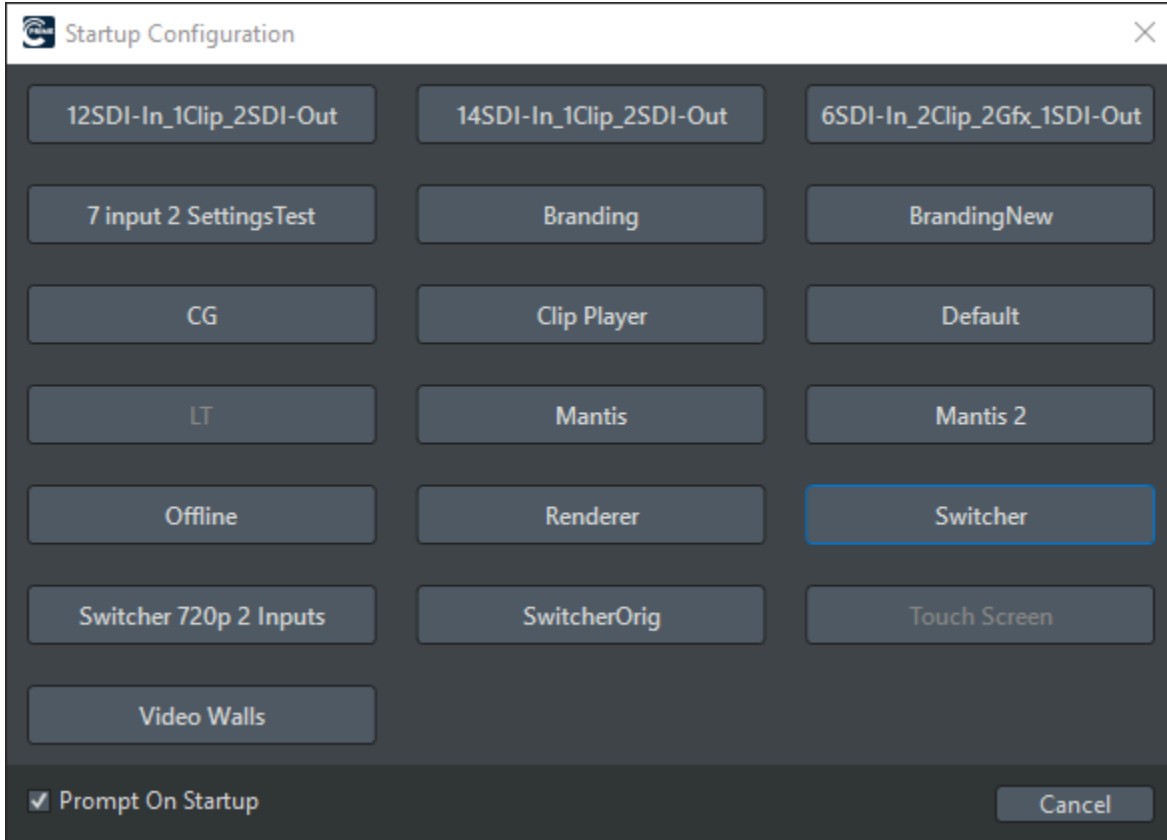 PRIME
Startup Configuration
12SDI-In_1Clip_2SDI-Out
14SDI-In_1Clip_2SDI-Out
6SDI-In_2Clip_2Gfx_1SDI-Out
7 input 2 SettingsTest
Branding
BrandingNew
CG
Clip Player
Default
LT
Mantis
Mantis 2
Offline
Renderer
Switcher
Switcher 720p 2 Inputs
SwitcherOrig
Touch Screen
Video Walls
Prompt On Startup
Cancel